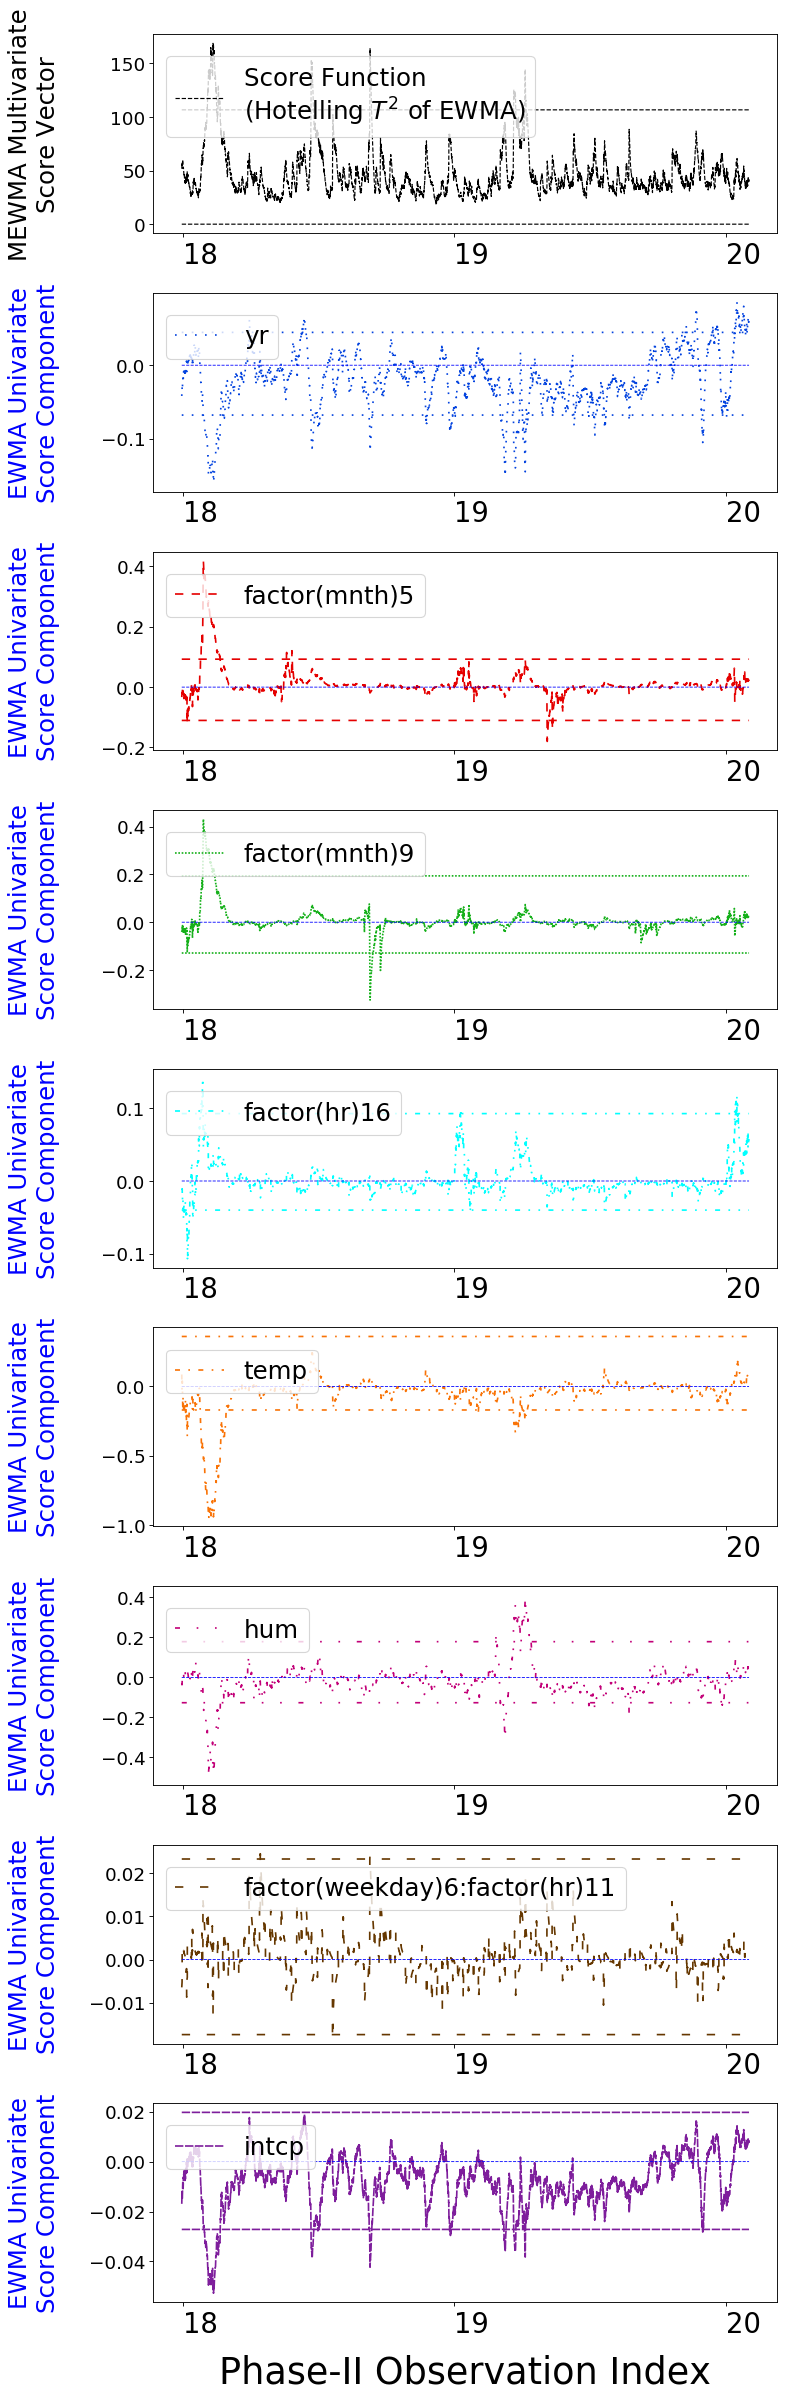 MEWMA Multivariate
Score Vector
150
100
50
0
Score Function
(Hotelling T² of EWMA)
18 19 20
EWMA Univariate
Score Component
0.0
−0.1
yr
18 19 20
EWMA Univariate
Score Component
0.4
0.2
0.0
−0.2
factor(mnth)5
18 19 20
EWMA Univariate
Score Component
0.4
0.2
0.0
−0.2
factor(mnth)9
18 19 20
EWMA Univariate
Score Component
0.1
0.0
−0.1
factor(hr)16
18 19 20
EWMA Univariate
Score Component
0.0
−0.5
−1.0
temp
18 19 20
EWMA Univariate
Score Component
0.4
0.2
0.0
−0.2
−0.4
hum
18 19 20
EWMA Univariate
Score Component
0.02
0.01
0.00
−0.01
factor(weekday)6:factor(hr)11
18 19 20
EWMA Univariate
Score Component
0.02
0.00
−0.02
−0.04
intcp
18 19 20
Phase-II Observation Index